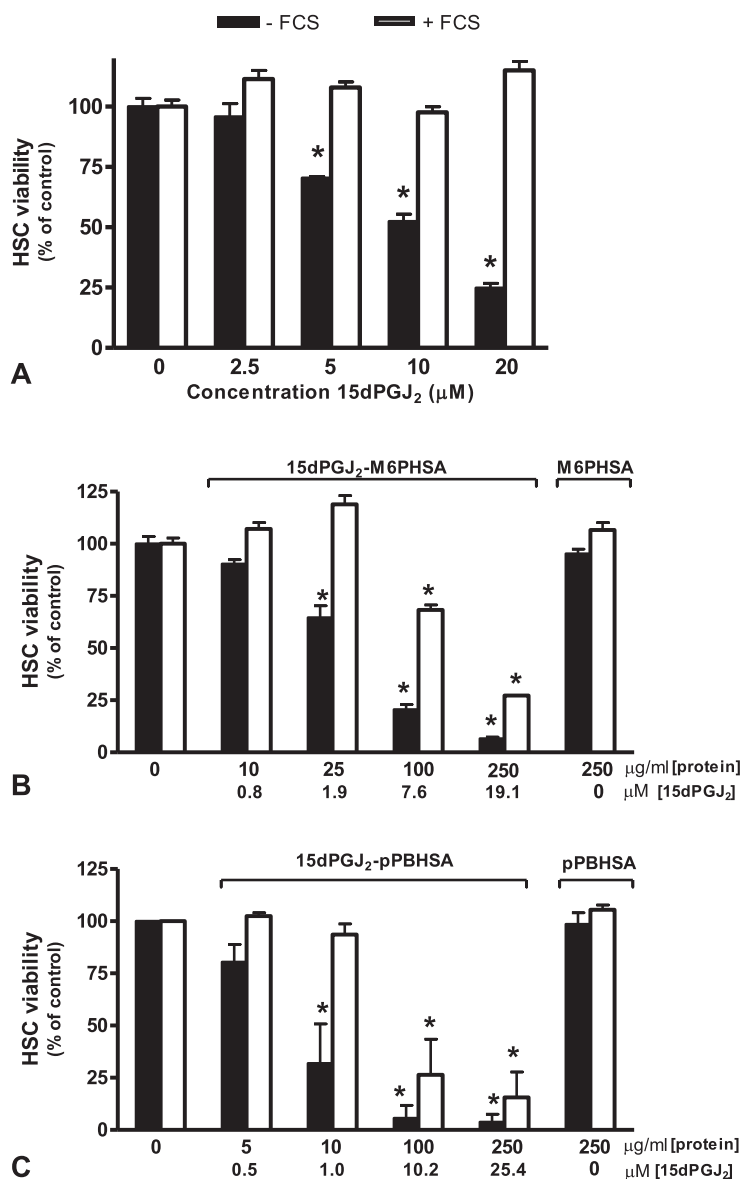 - FCS + FCS
100
75
50
25
0
HSC viability
(% of control)
*
*
*
0 2.5 5 10 20
Concentration 15dPGJ₂ (μM)
A
15dPGJ₂-M6PHSA M6PHSA
125
100
75
50
25
0
HSC viability
(% of control)
* *
* *
*
0 10 25 100 250 250 μg/ml [protein]
0.8 1.9 7.6 19.1 0 μM [15dPGJ₂]
B
15dPGJ₂-pPBHSA pPBHSA
125
100
75
50
25
0
HSC viability
(% of control)
* *
*
* *
0 5 10 100 250 250 μg/ml [protein]
0.5 1.0 10.2 25.4 0 μM [15dPGJ₂]
C